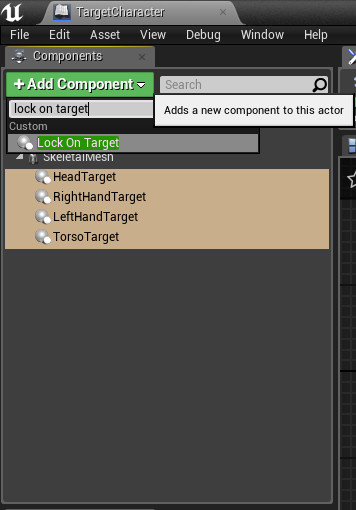 TargetCharacter
File Edit Asset View Debug Window Help
Components
+Add Component Search
lock on target
Adds a new component to this actor
Custom
Lock On Target
SkeletalMesh
HeadTarget
RightHandTarget
LeftHandTarget
TorsoTarget